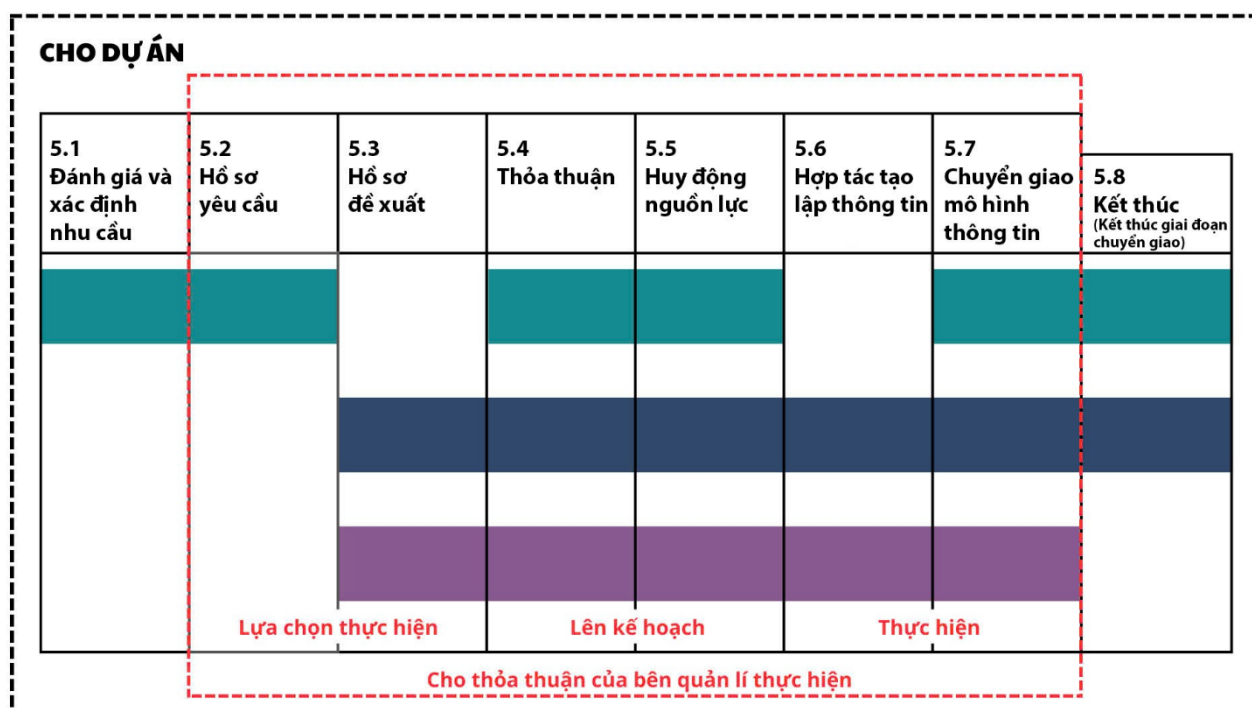 CHO DỰ ÁN
5.1
Đánh giá và
xác định
nhu cầu
5.2
Hồ sơ
yêu cầu
5.3
Hồ sơ
đề xuất
5.4
Thỏa thuận
5.5
Huy động
nguồn lực
5.6
Hợp tác tạo
lập thông tin
5.7
Chuyển giao
mô hình
thông tin
5.8
Kết thúc
(Kết thúc giai đoạn
chuyển giao)
Lựa chọn thực hiện
Lên kế hoạch
Thực hiện
Cho thỏa thuận của bên quản lí thực hiện